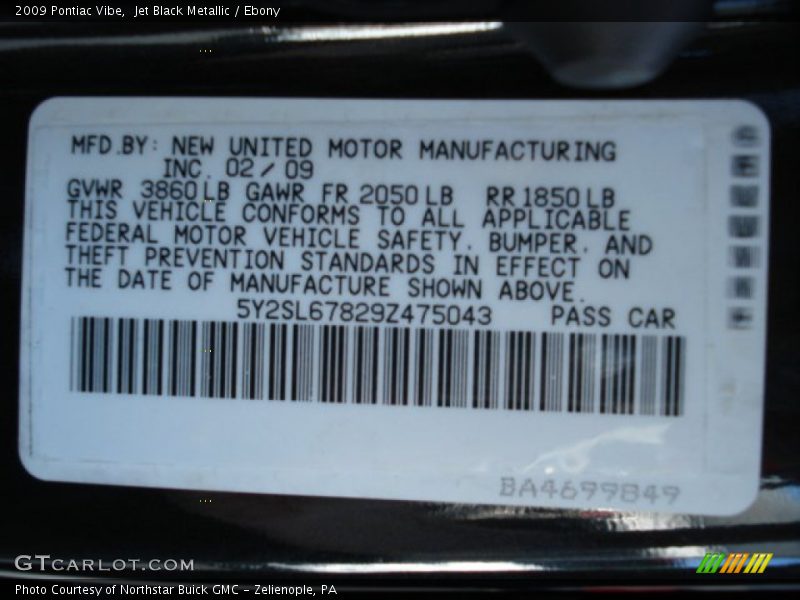 2009 Pontiac Vibe,  Jet Black Metallic / Ebony
MFD.BY: NEW UNITED MOTOR MANUFACTURING
INC. 02/09
GVWR 3860LB GAWR FR 2050LB RR 1850LB
THIS VEHICLE CONFORMS TO ALL APPLICABLE
FEDERAL MOTOR VEHICLE SAFETY, BUMPER, AND
THEFT PREVENTION STANDARDS IN EFFECT ON
THE DATE OF MANUFACTURE SHOWN ABOVE.
5Y2SL67829Z475043 PASS CAR
BA4699849
GTCARLOT.COM
Photo Courtesy of Northstar Buick GMC - Zelienople, PA